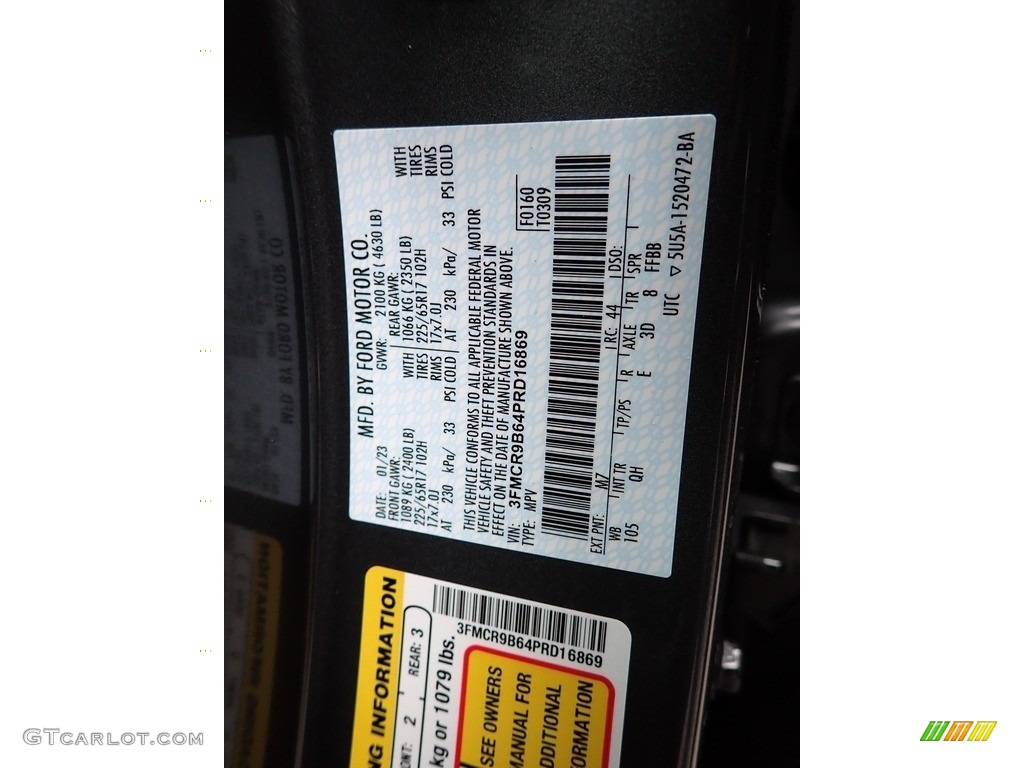 MFD. BY FORD MOTOR CO.
DATE: 01/23 GVWR: 2100 KG ( 4630 LB)
FRONT GAWR: REAR GAWR:
1089 KG ( 2400 LB) WITH 1066 KG ( 2350 LB) WITH
225/65R17 102H TIRES 225/65R17 102H TIRES
17x7.0J RIMS 17x7.0J RIMS
AT 230 kPa/ 33 PSI COLD AT 230 kPa/ 33 PSI COLD
THIS VEHICLE CONFORMS TO ALL APPLICABLE FEDERAL MOTOR
VEHICLE SAFETY AND THEFT PREVENTION STANDARDS IN
EFFECT ON THE DATE OF MANUFACTURE SHOWN ABOVE.
VIN: 3FMCR9B64PRD16869
TYPE: MPV
F0160
T0309
EXT PNT: M7 RC: 44 DSO:
WB INT TR TP/PS R AXLE TR SPR
105 QH E 3D 8 FFBB
UTC ▽ 5U5A-1520472-BA
NG INFORMATION
NT: 2 REAR: 3
kg or 1079 lbs.
3FMCR9B64PRD16869
SEE OWNERS
MANUAL FOR
ADDITIONAL
FORMATION
GTCarlot.com